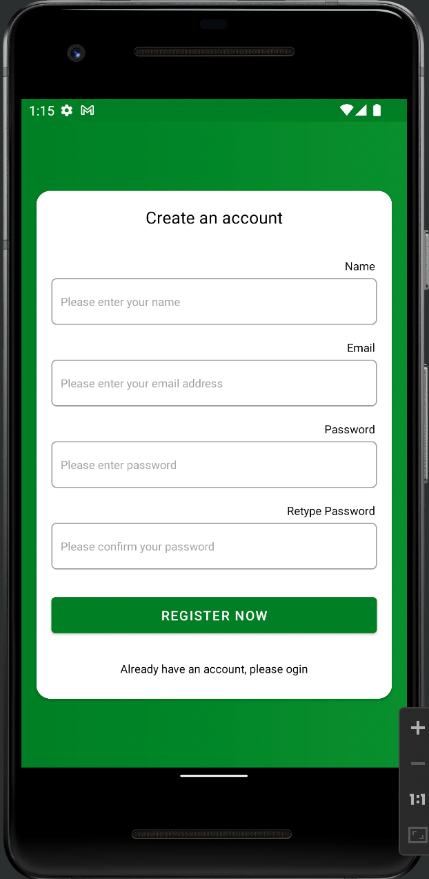 1:15
Create an account
Name
Please enter your name
Email
Please enter your email address
Password
Please enter password
Retype Password
Please confirm your password
REGISTER NOW
Already have an account, please ogin
1:1